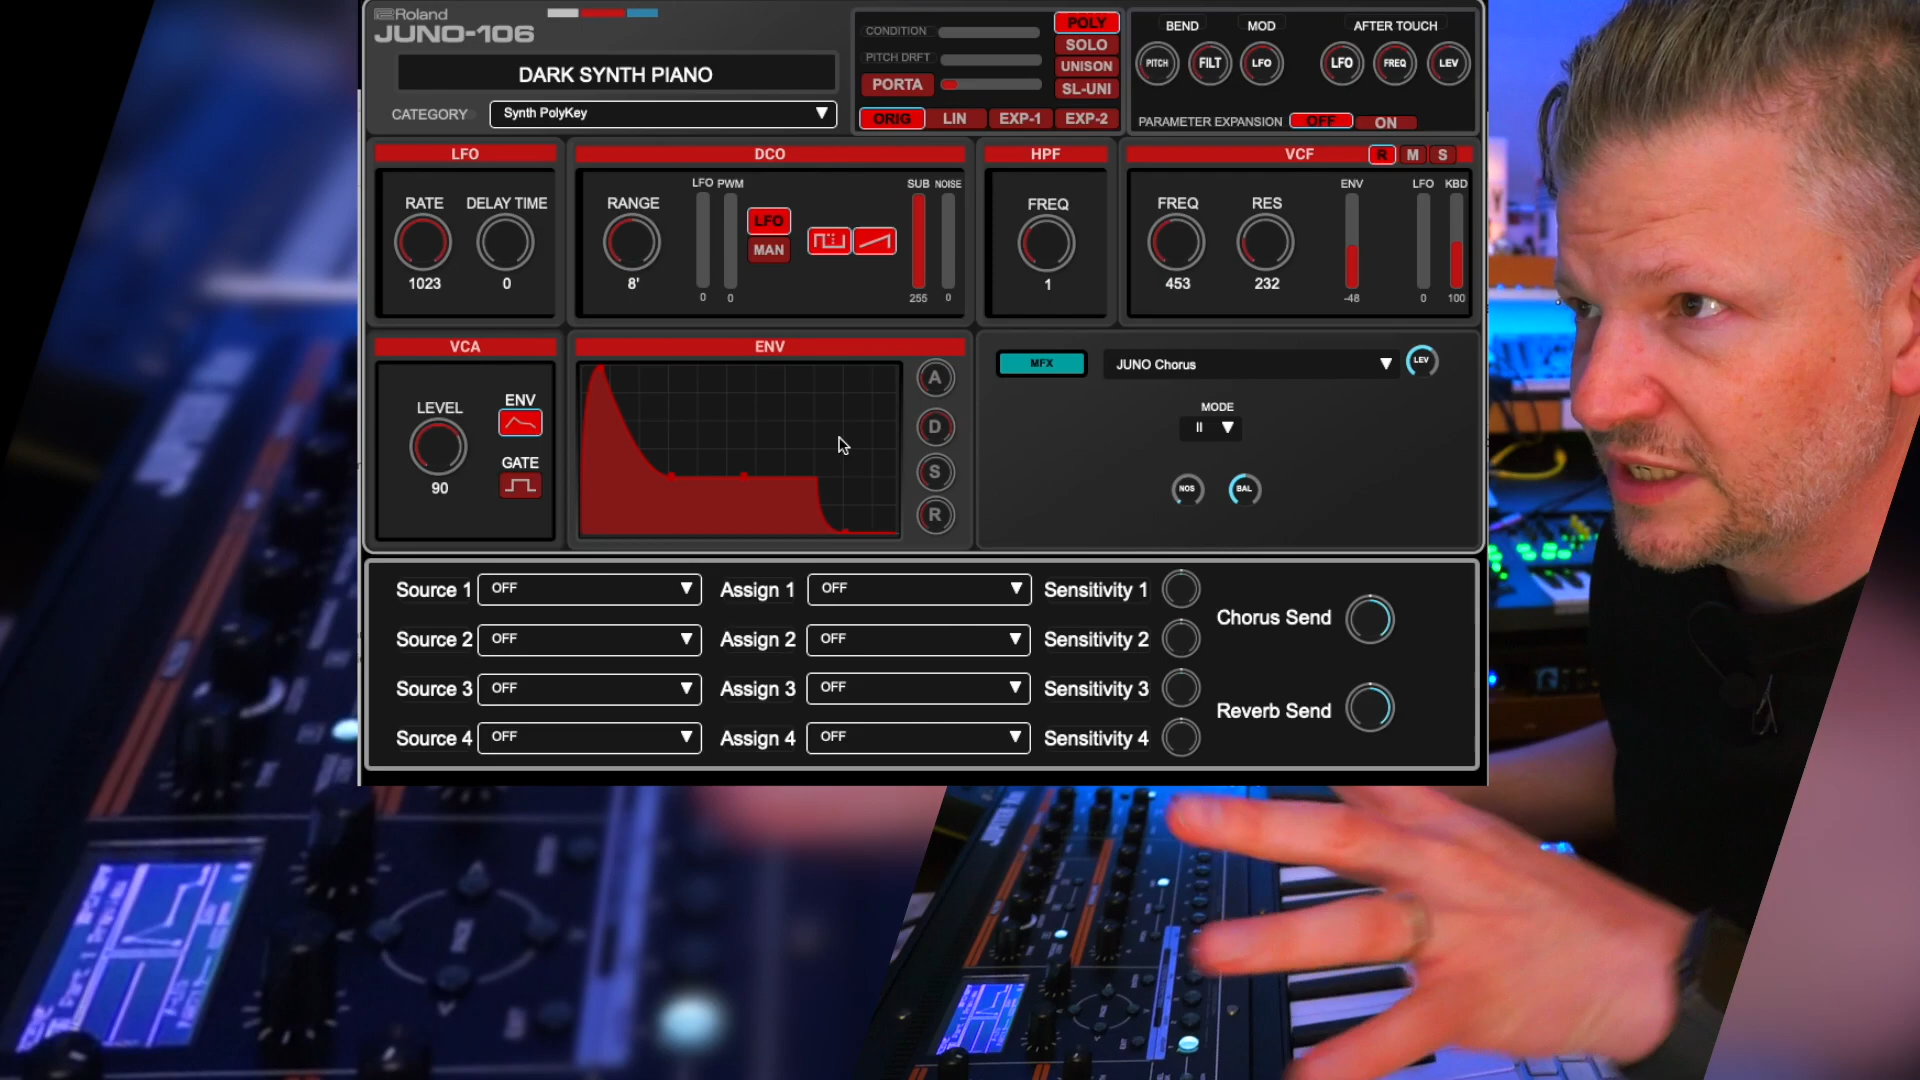 Roland
JUNO-106
DARK SYNTH PIANO
CATEGORY Synth PolyKey
CONDITION
PITCH DRFT
PORTA
POLY
SOLO
UNISON
SL-UNI
ORIG LIN EXP-1 EXP-2
BEND MOD AFTER TOUCH
PITCH FILT LFO LFO FREQ LEV
PARAMETER EXPANSION OFF ON
LFO
RATE DELAY TIME
1023 0
DCO
RANGE
8'
LFO PWM
0 0
LFO
MAN
SUB NOISE
255 0
HPF
FREQ
1
VCF R M S
FREQ RES
453 232
ENV LFO KBD
-48 0 100
VCA
LEVEL
90
ENV
GATE
ENV
A
D
S
R
MFX JUNO Chorus LEV
MODE
II
NOS BAL
Source 1 OFF Assign 1 OFF Sensitivity 1
Source 2 OFF Assign 2 OFF Sensitivity 2
Source 3 OFF Assign 3 OFF Sensitivity 3
Source 4 OFF Assign 4 OFF Sensitivity 4
Chorus Send
Reverb Send